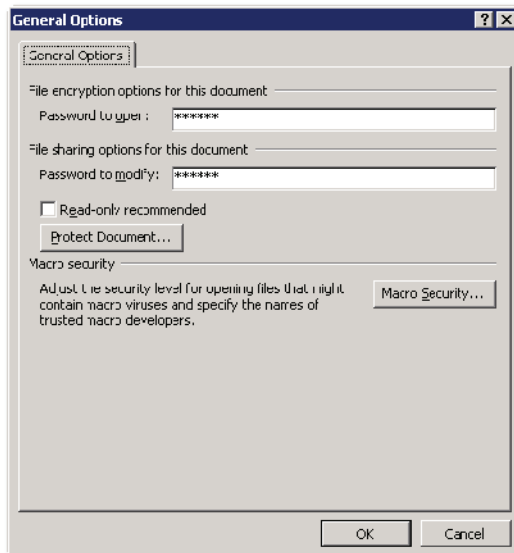 General Options
General Options
File encryption options for this document
Password to open:
******
File sharing options for this document
Password to modify:
******
Read-only recommended
Protect Document...
Macro security
Adjust the security level for opening files that might
contain macro viruses and specify the names of
trusted macro developers.
Macro Security...
OK
Cancel